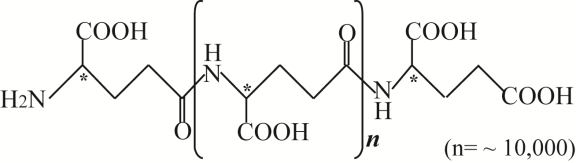 COOH
COOH
H
N
O
*
*
*
H2N
N
H
COOH
O
COOH
n
(n= ~ 10,000)